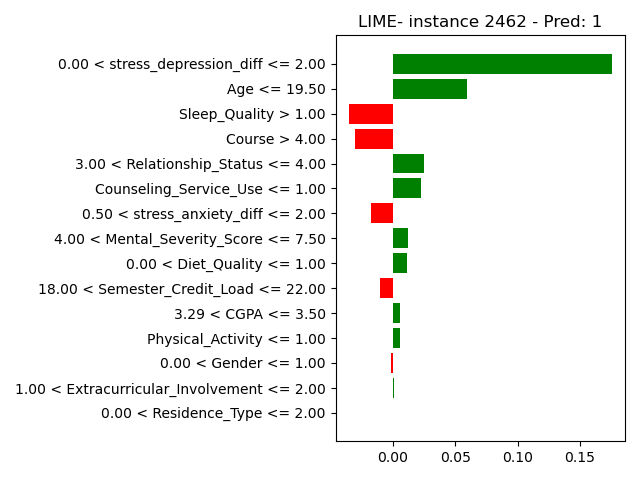 LIME- instance 2462 - Pred: 1
0.00 < stress_depression_diff <= 2.00
Age <= 19.50
Sleep_Quality > 1.00
Course > 4.00
3.00 < Relationship_Status <= 4.00
Counseling_Service_Use <= 1.00
0.50 < stress_anxiety_diff <= 2.00
4.00 < Mental_Severity_Score <= 7.50
0.00 < Diet_Quality <= 1.00
18.00 < Semester_Credit_Load <= 22.00
3.29 < CGPA <= 3.50
Physical_Activity <= 1.00
0.00 < Gender <= 1.00
1.00 < Extracurricular_Involvement <= 2.00
0.00 < Residence_Type <= 2.00
0.00 0.05 0.10 0.15